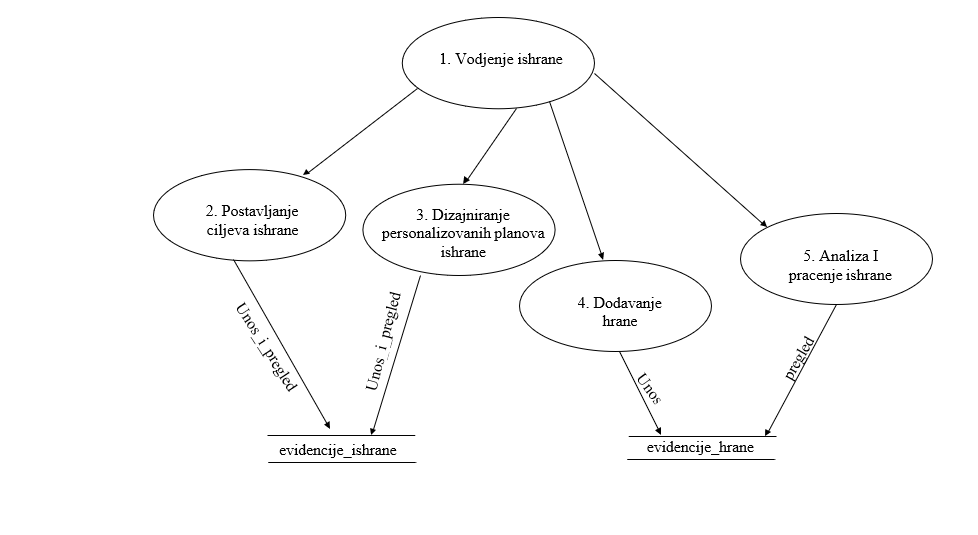 1. Vodjenje ishrane
2. Postavljanje
ciljeva ishrane
3. Dizajniranje
personalizovanih planova
ishrane
4. Dodavanje
hrane
5. Analiza I
pracenje ishrane
Unos_i_pregled
Unos_i_pregled
Unos
pregled
evidencije_ishrane
evidencije_hrane